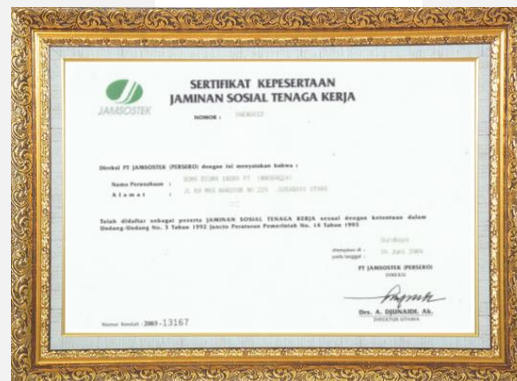 JAMSOSTEK
SERTIFIKAT KEPESERTAAN
JAMINAN SOSIAL TENAGA KERJA
NOMOR :
Direksi PT JAMSOSTEK (PERSERO) dengan ini menyatakan bahwa :
Nama Perusahaan :
Alamat :
Telah didaftar sebagai peserta JAMINAN SOSIAL TENAGA KERJA sesuai dengan ketentuan dalam
Undang-Undang No. 3 Tahun 1992 Juncto Peraturan Pemerintah No. 14 Tahun 1993
ditetapkan di : Surabaya
pada tanggal :
PT JAMSOSTEK (PERSERO)
DIREKSI
Drs. A. DJUNAIDI, Ak.
DIREKTUR UTAMA
Nomor Kendali : 2003-13167